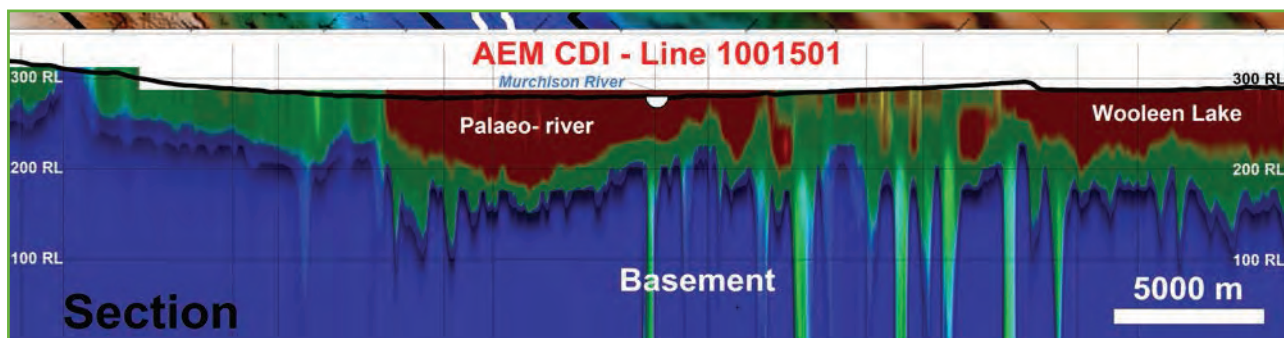 AEM CDI - Line 1001501
Murchison River
300 RL
300 RL
Palaeo- river
Wooleen Lake
200 RL
200 RL
100 RL
100 RL
Basement
5000 m
Section